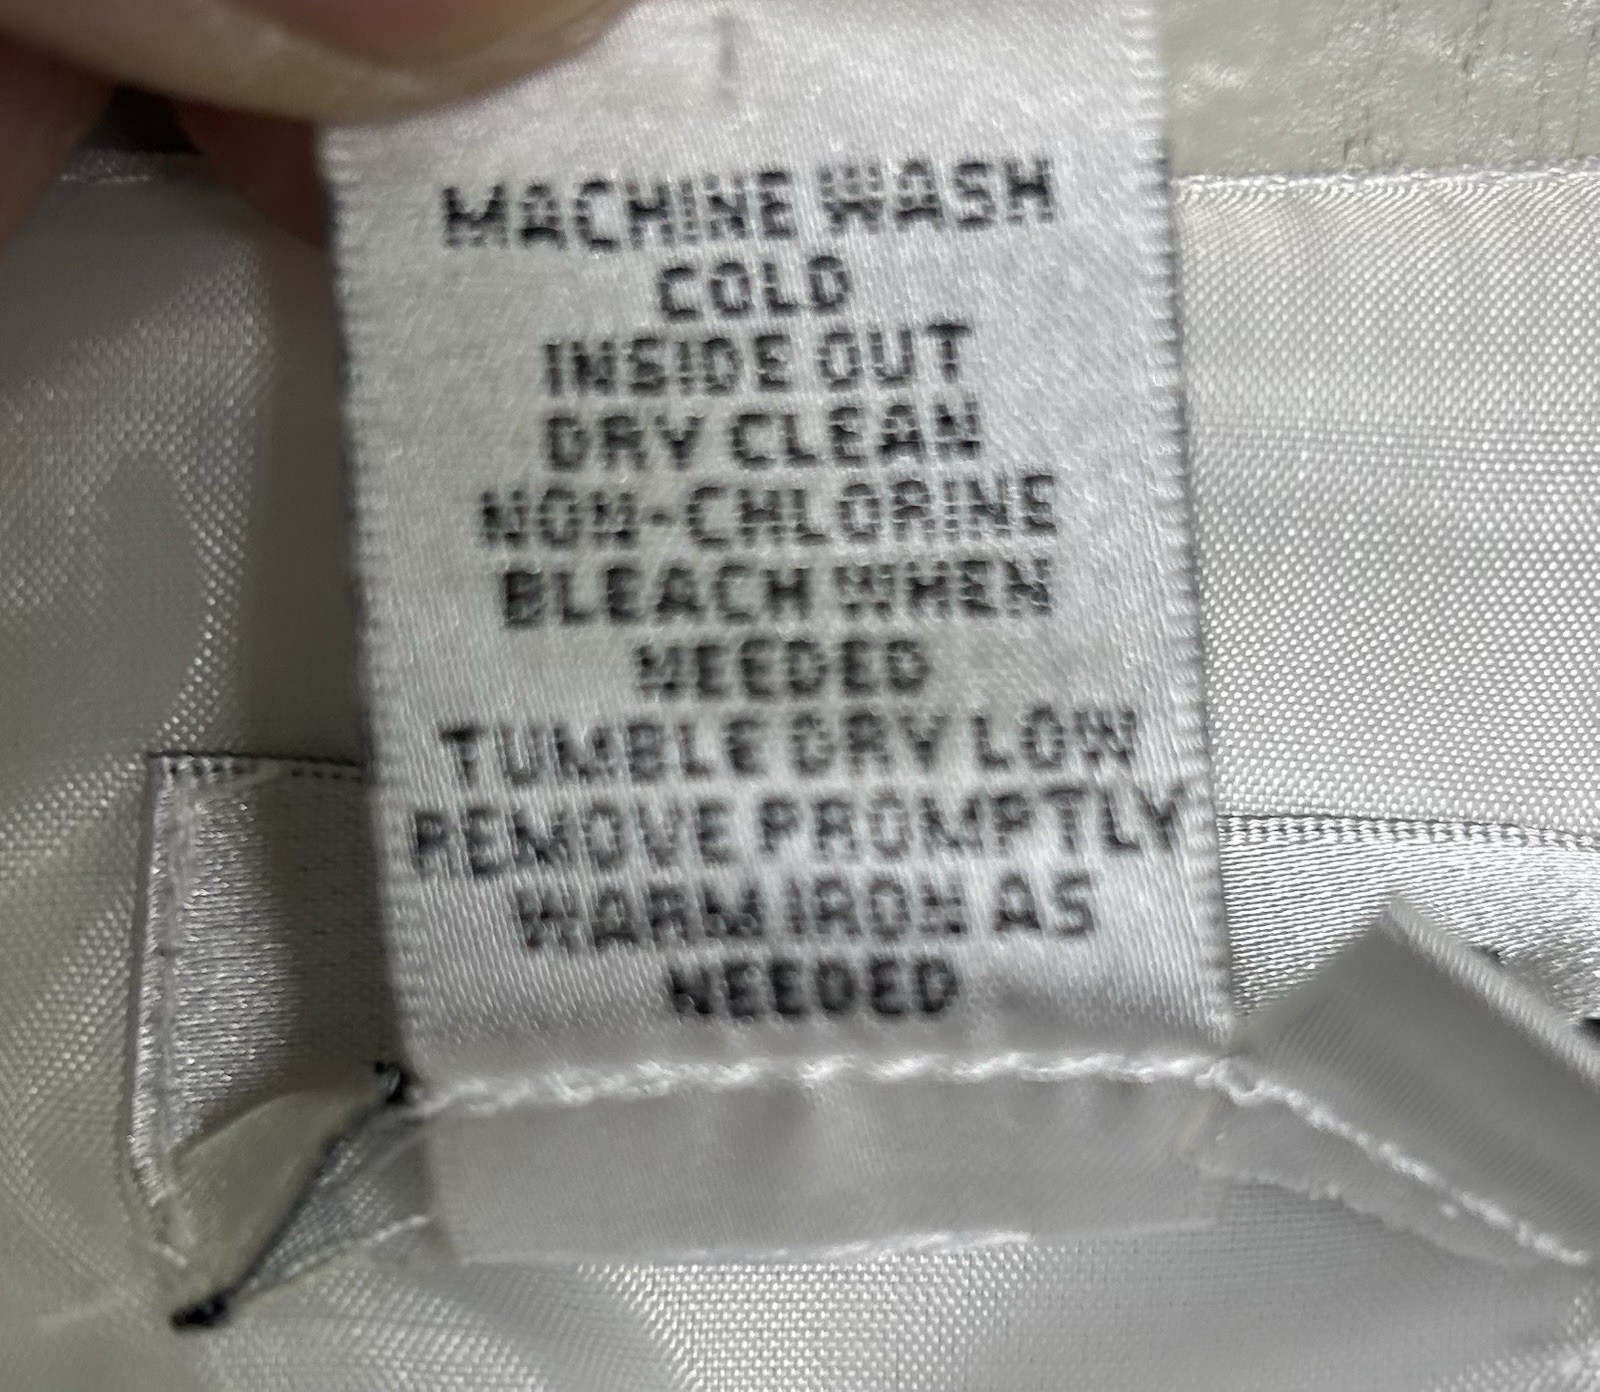 MACHINE WASH
COLD
INSIDE OUT
DRY CLEAN
NON-CHLORINE
BLEACH WHEN
NEEDED
TUMBLE DRY LOW
REMOVE PROMPTLY
WARM IRON AS
NEEDED